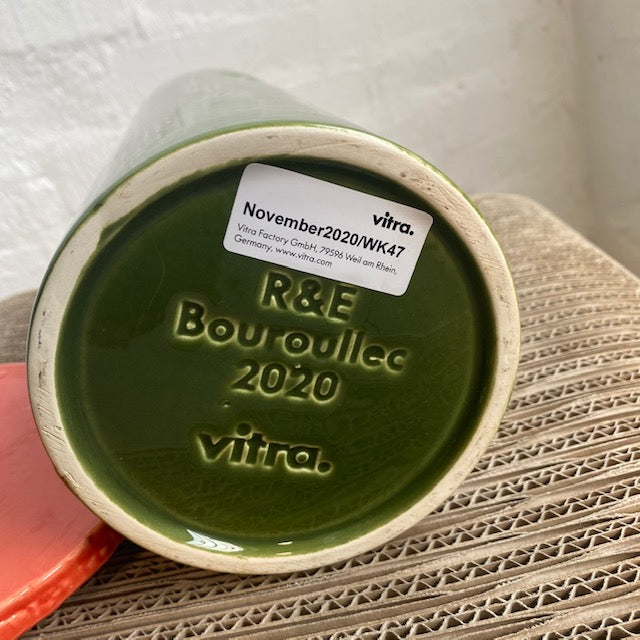 vitra.
November2020/WK47
Vitra Factory GmbH, 79596 Weil am Rhein,
Germany, www.vitra.com
R&E
Bouroullec
2020
vitra.